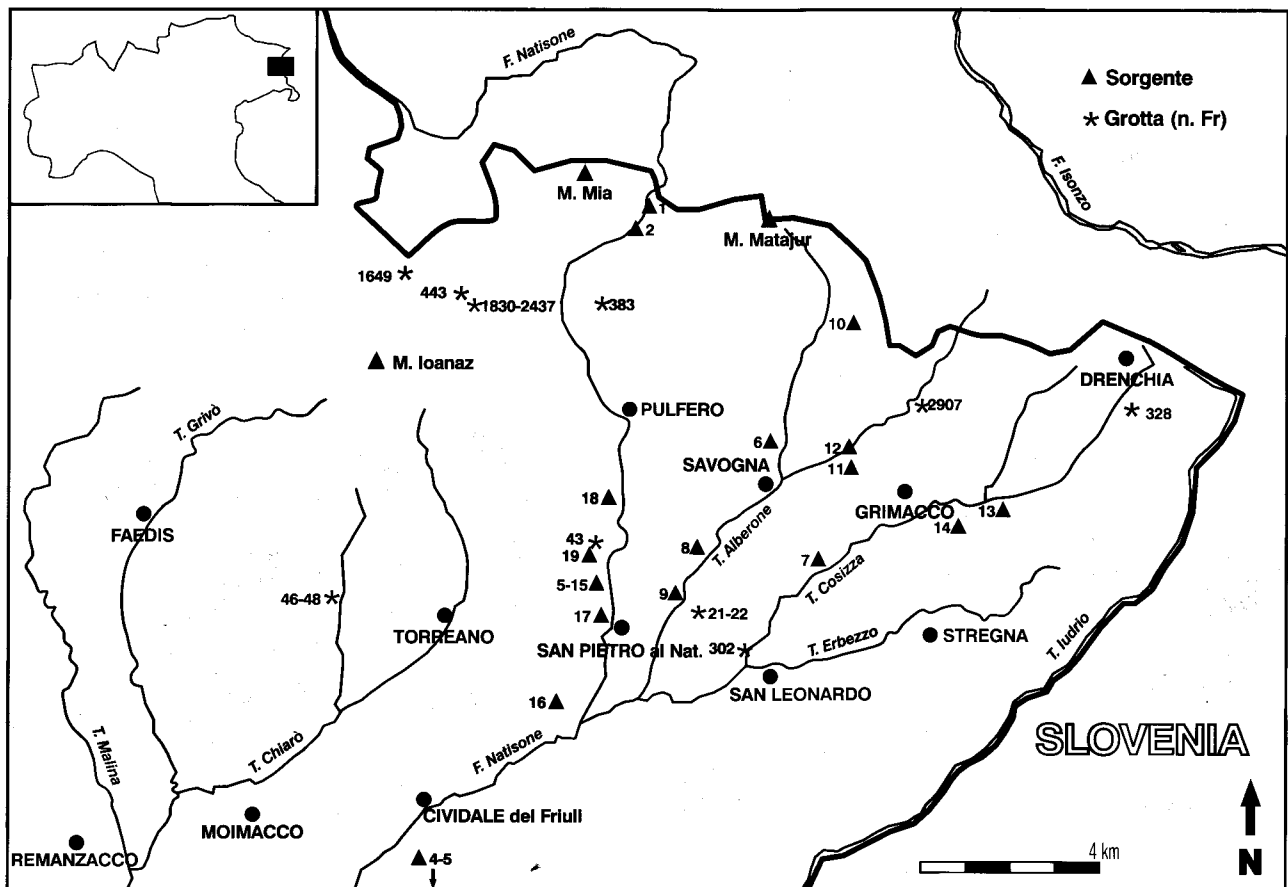 F. Natisone
▲ Sorgente
* Grotta (n. Fr)
F. Isonzo
M. Mia
1
2
M. Matajur
1649
443
1830-2437
383
10
M. Ioanaz
DRENCHIA
328
2907
PULFERO
T. Grivò
6
12
11
SAVOGNA
GRIMACCO
18
FAEDIS
13
14
T. Alberone
43
19
8
7
T. Cosizza
5-15
9
46-48
21-22
17
TORREANO
SAN PIETRO al Nat.
302
T. Erbezzo
STREGNA
T. Iudrio
SAN LEONARDO
16
T. Malina
T. Chiarò
F. Natisone
SLOVENIA
CIVIDALE del Friuli
MOIMACCO
REMANZACCO
4-5
4 km
N